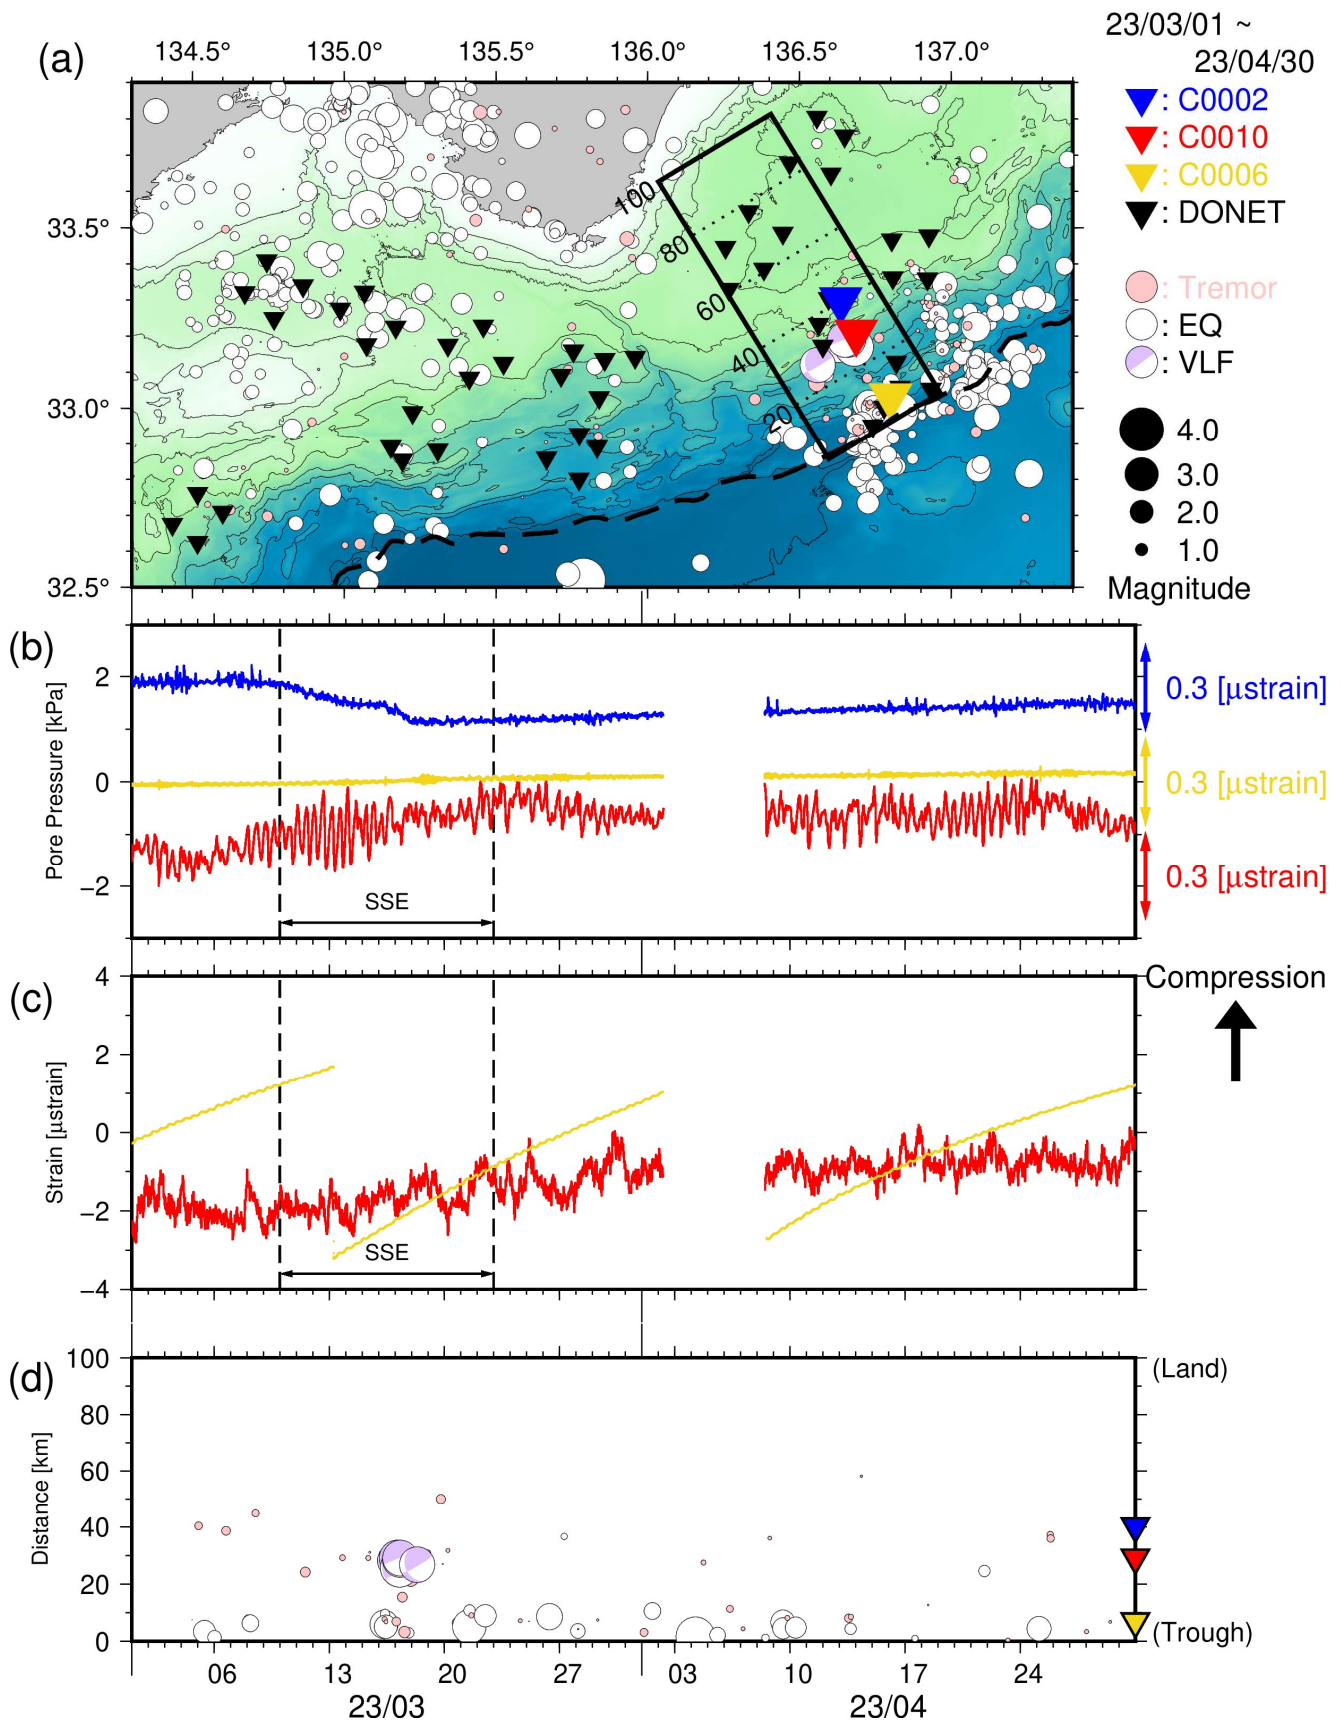 (a)
134.5° 135.0° 135.5° 136.0° 136.5° 137.0°
33.5°
33.0°
32.5°
100
80
60
40
20
23/03/01 ~
23/04/30
: C0002
: C0010
: C0006
: DONET
: Tremor
: EQ
: VLF
4.0
3.0
2.0
1.0
Magnitude
(b)
Pore Pressure [kPa]
2
0
−2
SSE
0.3 [μstrain]
0.3 [μstrain]
0.3 [μstrain]
(c)
Strain [μstrain]
4
2
0
−2
−4
SSE
Compression
(d)
Distance [km]
100
80
60
40
20
0
(Land)
(Trough)
06 13 20 27 03 10 17 24
23/03 23/04